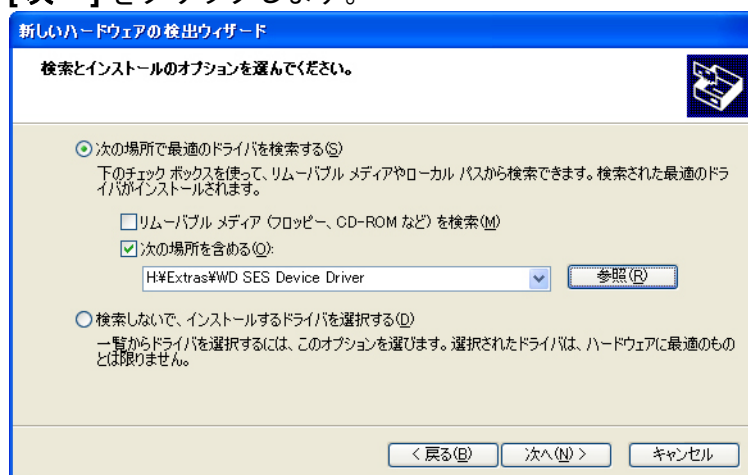 をクリックします。
新しいハードウェアの検出ウィザード
検索とインストールのオプションを選んでください。
次の場所で最適のドライバを検索する(S)
下のチェック ボックスを使って、リムーバブル メディアやローカル パスから検索できます。検索された最適のドラ
イバがインストールされます。
リムーバブル メディア (フロッピー、CD-ROM など) を検索(M)
次の場所を含める(O):
H¥Extras¥WD SES Device Driver
参照(R)
検索しないで、インストールするドライバを選択する(D)
一覧からドライバを選択するには、このオプションを選びます。選択されたドライバは、ハードウェアに最適のもの
とは限りません。
< 戻る(B) 次へ(N) > キャンセル